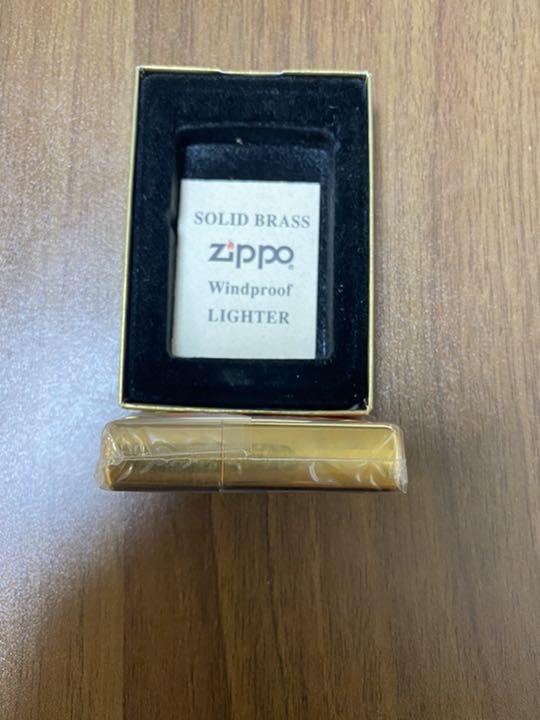 SOLID BRASS
zippo®
Windproof
LIGHTER